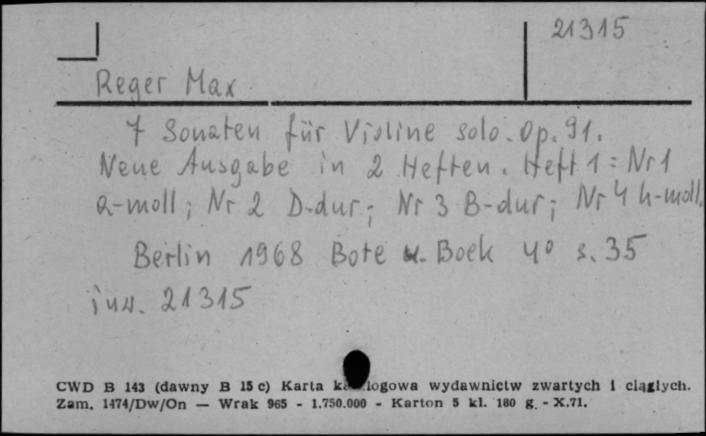 21315
Reger Max
7 Sonaten für Violine solo. Op. 91.
Neue Ausgabe in 2 Heften. Heft 1: Nr 1
a-moll; Nr 2 D-dur; Nr 3 B-dur; Nr 4 h-moll.
Berlin 1968 Bote u. Bock 4° s. 35
inw. 21315
CWD B 143 (dawny B 15 c) Karta logowa wydawnictw zwartych i ciągłych.
Zam. 1474/Dw/On — Wrak 965 - 1.750.000 - Karton 5 kl. 180 g. - X.71.